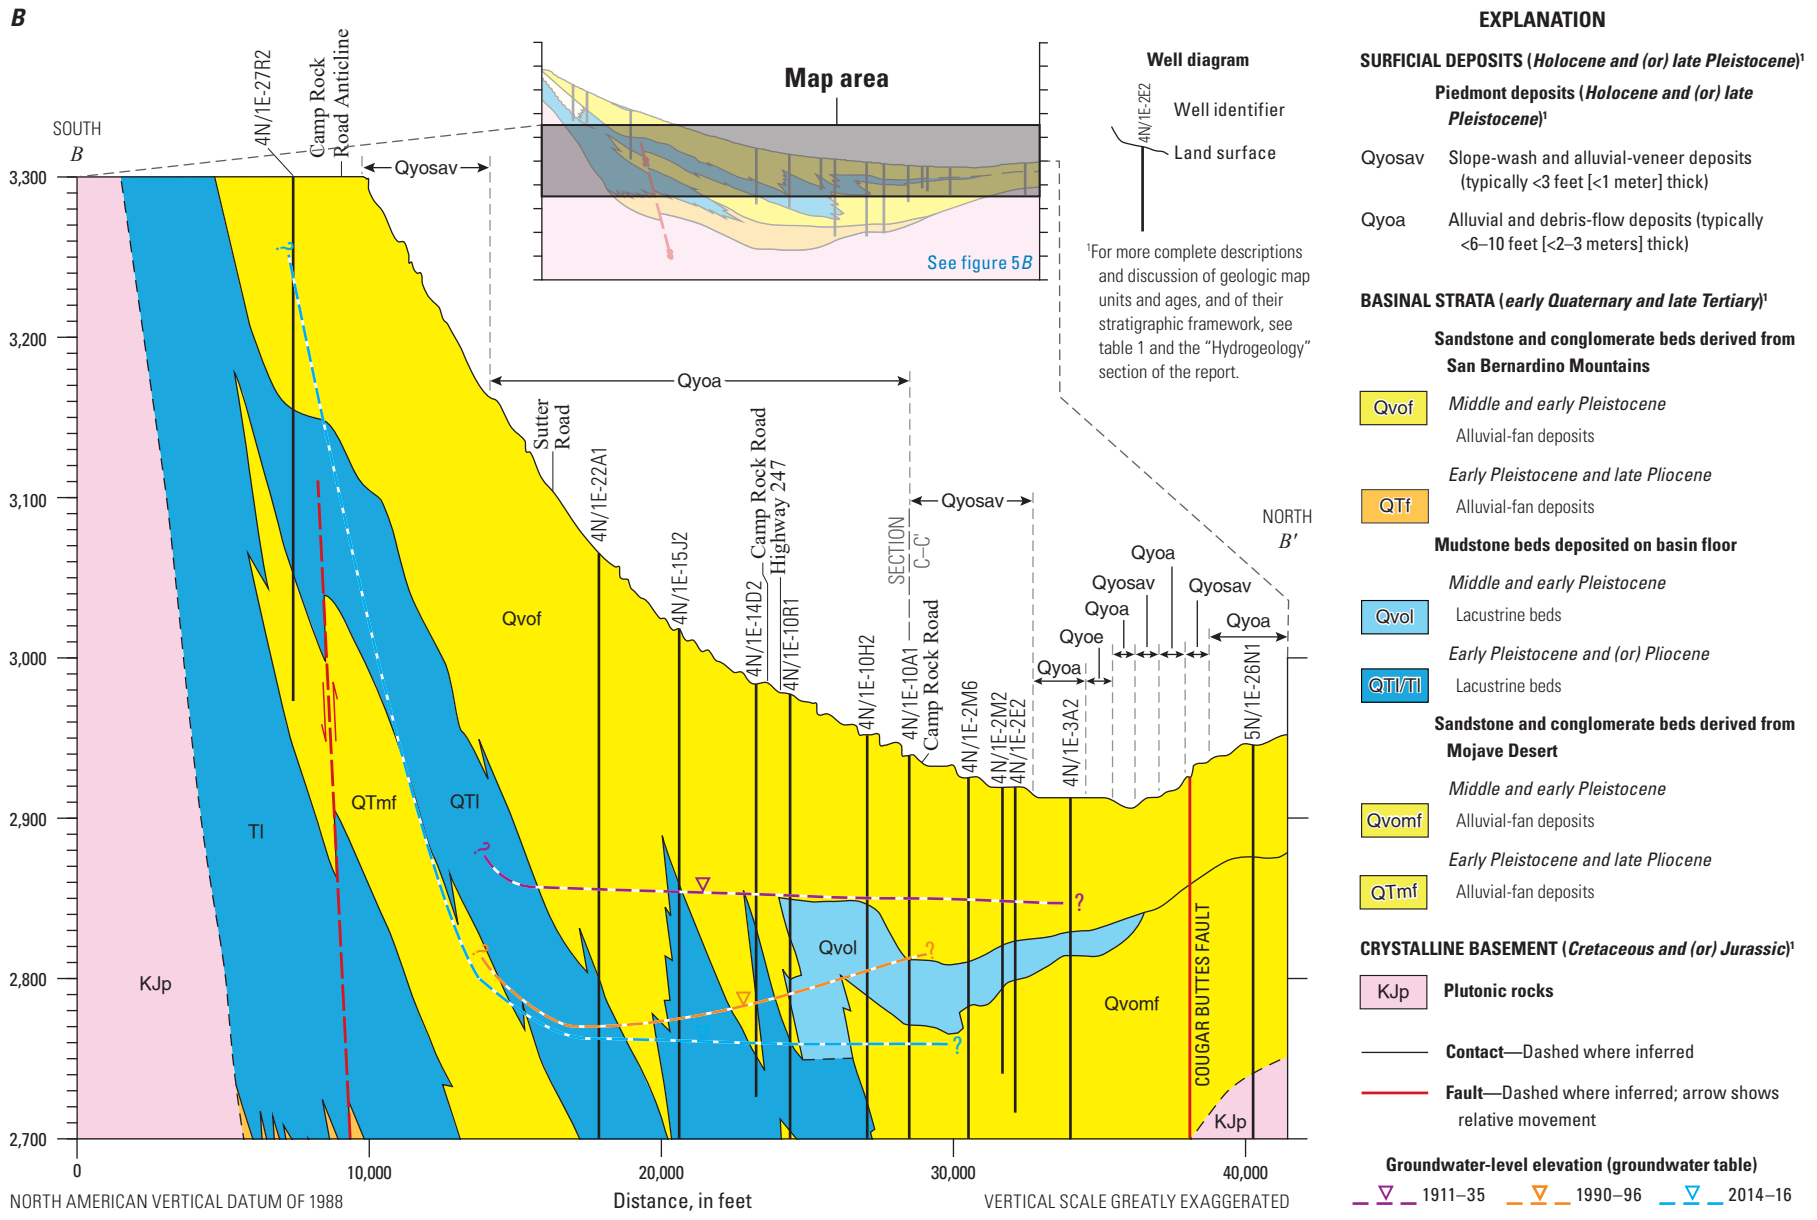 B
SOUTH
B
4N/1E-27R2
Camp Rock
Road Anticline
Qyosav
Map area
See figure 5B
Well diagram
4N/1E-2E2
Well identifier
Land surface
1For more complete descriptions
and discussion of geologic map
units and ages, and of their
stratigraphic framework, see
table 1 and the “Hydrogeology”
section of the report.
3,300
3,200
3,100
3,000
2,900
2,800
2,700
Qyoa
Sutter
Road
4N/1E-22A1
4N/1E-15J2
4N/1E-14D2
Camp Rock Road
Highway 247
4N/1E-10R1
4N/1E-10H2
SECTION
C–C'
4N/1E-10A1
Camp Rock Road
4N/1E-2M6
4N/1E-2M2
4N/1E-2E2
4N/1E-3A2
5N/1E-26N1
Qyosav
Qyoa
Qyoe
Qyoa
Qyosav
Qyoa
Qyosav
Qyoa
NORTH
B'
?
Qvof
QTmf
QTl
Tl
KJp
?
?
?
?
?
Qvol
Qvomf
COUGAR BUTTES FAULT
KJp
0
10,000
20,000
30,000
40,000
NORTH AMERICAN VERTICAL DATUM OF 1988
Distance, in feet
VERTICAL SCALE GREATLY EXAGGERATED
EXPLANATION
SURFICIAL DEPOSITS (Holocene and (or) late Pleistocene)1
Piedmont deposits (Holocene and (or) late
Pleistocene)1
Qyosav Slope-wash and alluvial-veneer deposits
(typically <3 feet [<1 meter] thick)
Qyoa Alluvial and debris-flow deposits (typically
<6–10 feet [<2–3 meters] thick)
BASINAL STRATA (early Quaternary and late Tertiary)1
Sandstone and conglomerate beds derived from
San Bernardino Mountains
Qvof Middle and early Pleistocene
Alluvial-fan deposits
Early Pleistocene and late Pliocene
QTf Alluvial-fan deposits
Mudstone beds deposited on basin floor
Middle and early Pleistocene
Qvol Lacustrine beds
Early Pleistocene and (or) Pliocene
QTl/Tl Lacustrine beds
Sandstone and conglomerate beds derived from
Mojave Desert
Middle and early Pleistocene
Qvomf Alluvial-fan deposits
Early Pleistocene and late Pliocene
QTmf Alluvial-fan deposits
CRYSTALLINE BASEMENT (Cretaceous and (or) Jurassic)1
KJp Plutonic rocks
Contact—Dashed where inferred
Fault—Dashed where inferred; arrow shows
relative movement
Groundwater-level elevation (groundwater table)
1911–35 1990–96 2014–16